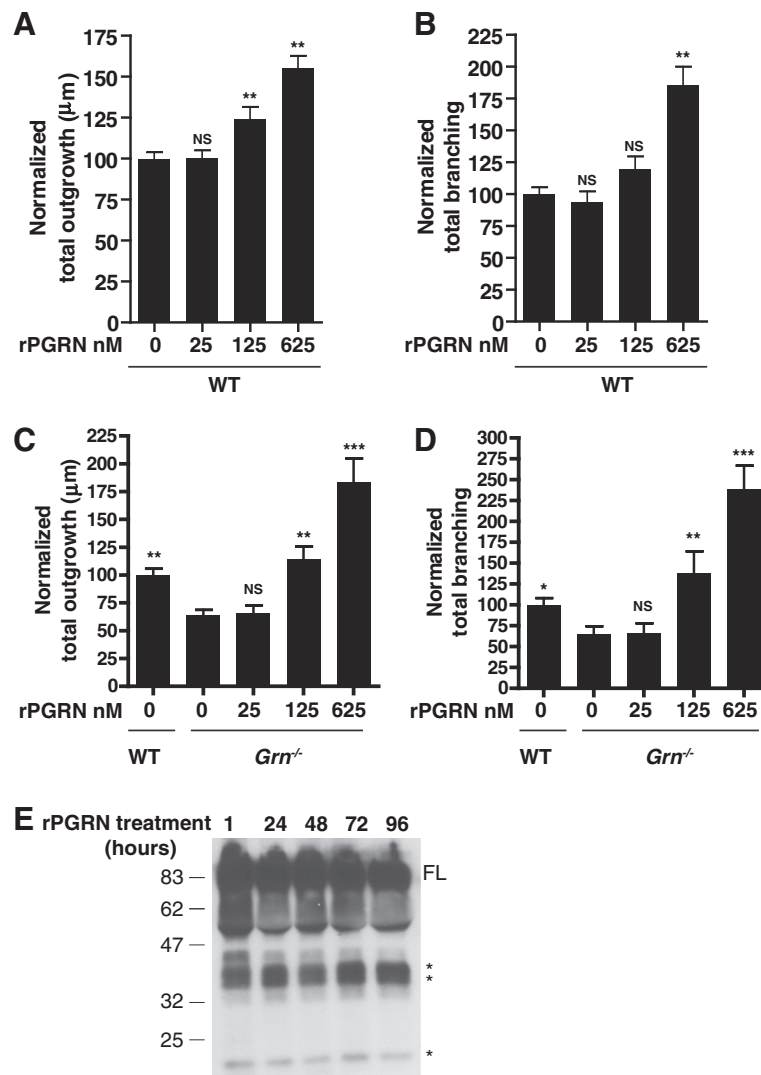 A
Normalized
total outgrowth (μm)
175
150
125
100
75
50
25
0
NS
**
**
rPGRN nM 0 25 125 625
WT
B
Normalized
total branching
225
200
175
150
125
100
75
50
25
0
NS
NS
**
rPGRN nM 0 25 125 625
WT
C
Normalized
total outgrowth (μm)
225
200
175
150
125
100
75
50
25
0
**
NS
**
***
rPGRN nM 0 0 25 125 625
WT Grn-/-
D
Normalized
total branching
300
275
250
225
200
175
150
125
100
75
50
25
0
*
NS
**
***
rPGRN nM 0 0 25 125 625
WT Grn-/-
E rPGRN treatment 1 24 48 72 96
(hours)
83
FL
62
47
*
*
32
25
*